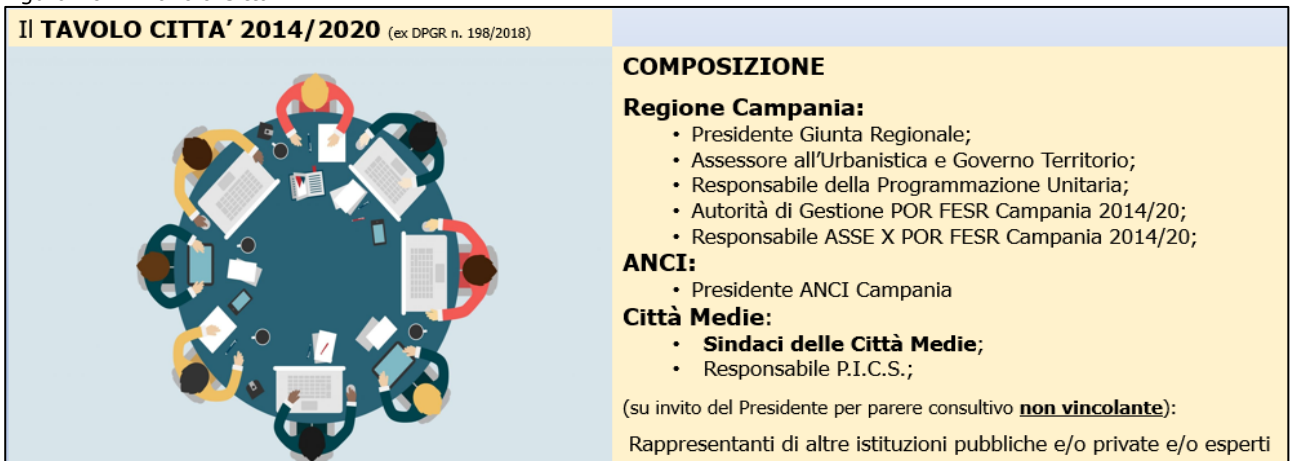 Il TAVOLO CITTA’ 2014/2020 (ex DPGR n. 198/2018)
COMPOSIZIONE
Regione Campania:
• Presidente Giunta Regionale;
• Assessore all’Urbanistica e Governo Territorio;
• Responsabile della Programmazione Unitaria;
• Autorità di Gestione POR FESR Campania 2014/20;
• Responsabile ASSE X POR FESR Campania 2014/20;
ANCI:
• Presidente ANCI Campania
Città Medie:
• Sindaci delle Città Medie;
• Responsabile P.I.C.S.;
(su invito del Presidente per parere consultivo non vincolante):
Rappresentanti di altre istituzioni pubbliche e/o private e/o esperti